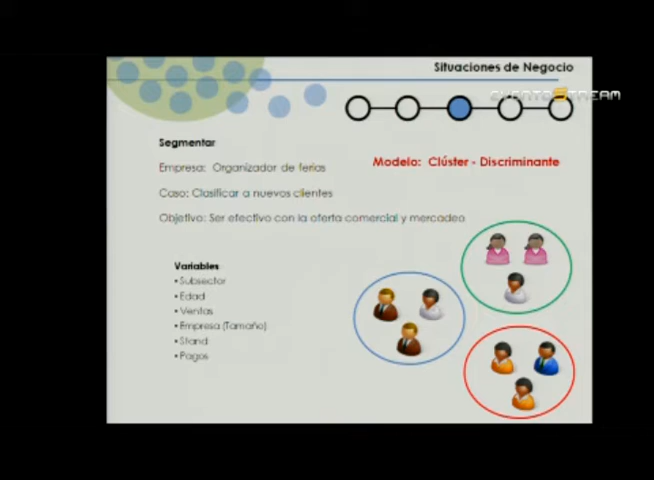 Situaciones de Negocio
EVENTOSTREAM
Segmentar
Modelo: Clúster - Discriminante
Empresa: Organizador de ferias
Caso: Clasificar a nuevos clientes
Objetivo: Ser efectivo con la oferta comercial y mercadeo
Variables
• Subsector
• Edad
• Ventas
• Empresa (Tamaño)
• Stand
• Pagos